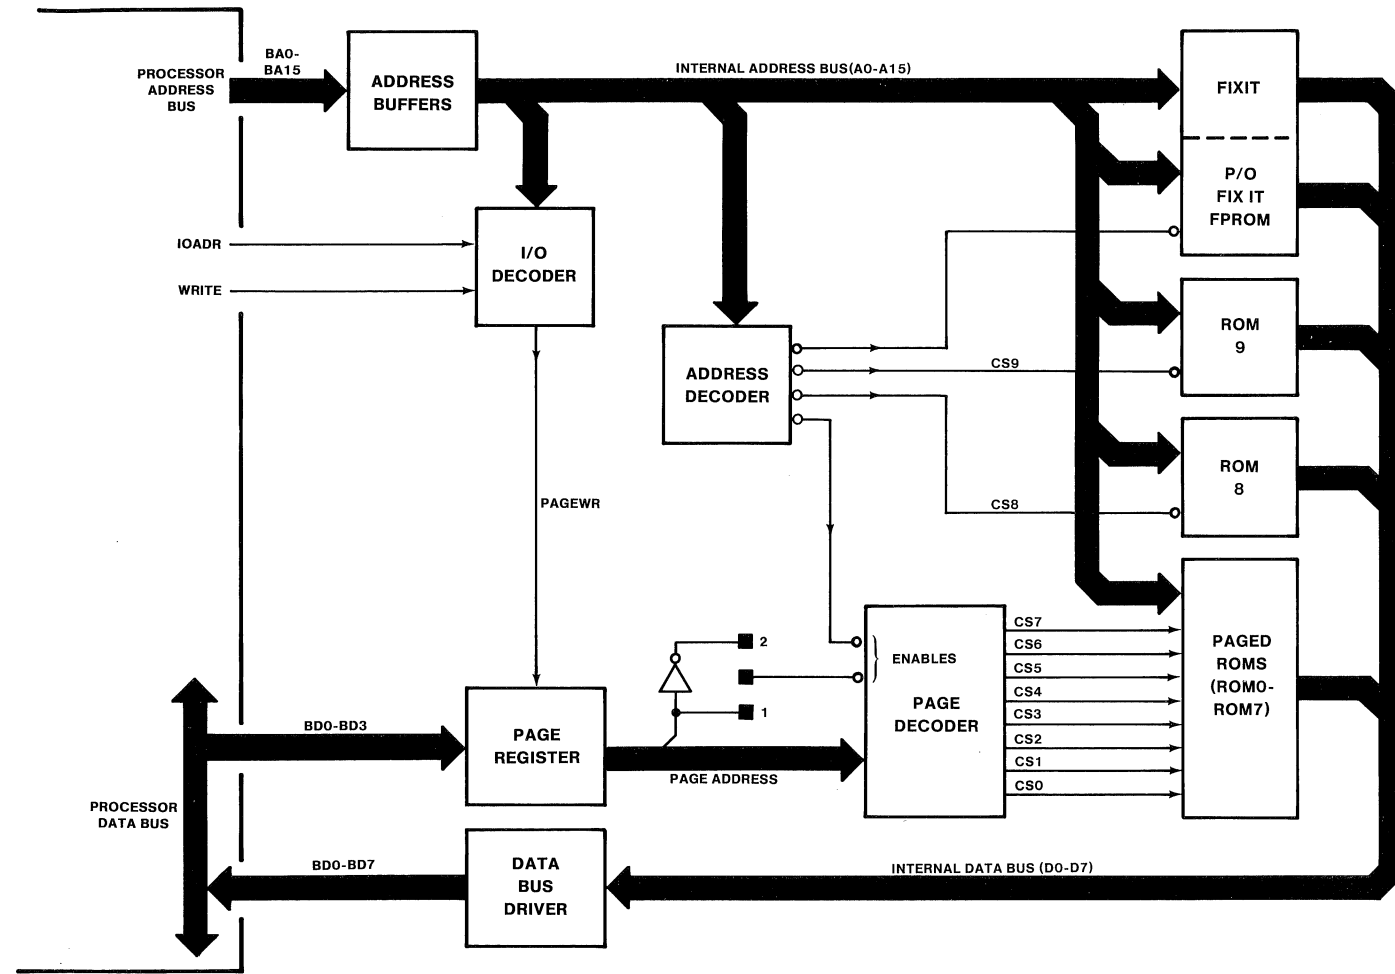 BA0-
BA15
PROCESSOR
ADDRESS
BUS
ADDRESS
BUFFERS
INTERNAL ADDRESS BUS(A0-A15)
FIXIT
P/O
FIX IT
FPROM
IOADR
WRITE
I/O
DECODER
ADDRESS
DECODER
CS9
ROM
9
CS8
ROM
8
PAGEWR
2
1
ENABLES
PAGE
DECODER
CS7
CS6
CS5
CS4
CS3
CS2
CS1
CS0
PAGED
ROMS
(ROM0-
ROM7)
BD0-BD3
PAGE
REGISTER
PAGE ADDRESS
PROCESSOR
DATA BUS
BD0-BD7
DATA
BUS
DRIVER
INTERNAL DATA BUS (D0-D7)